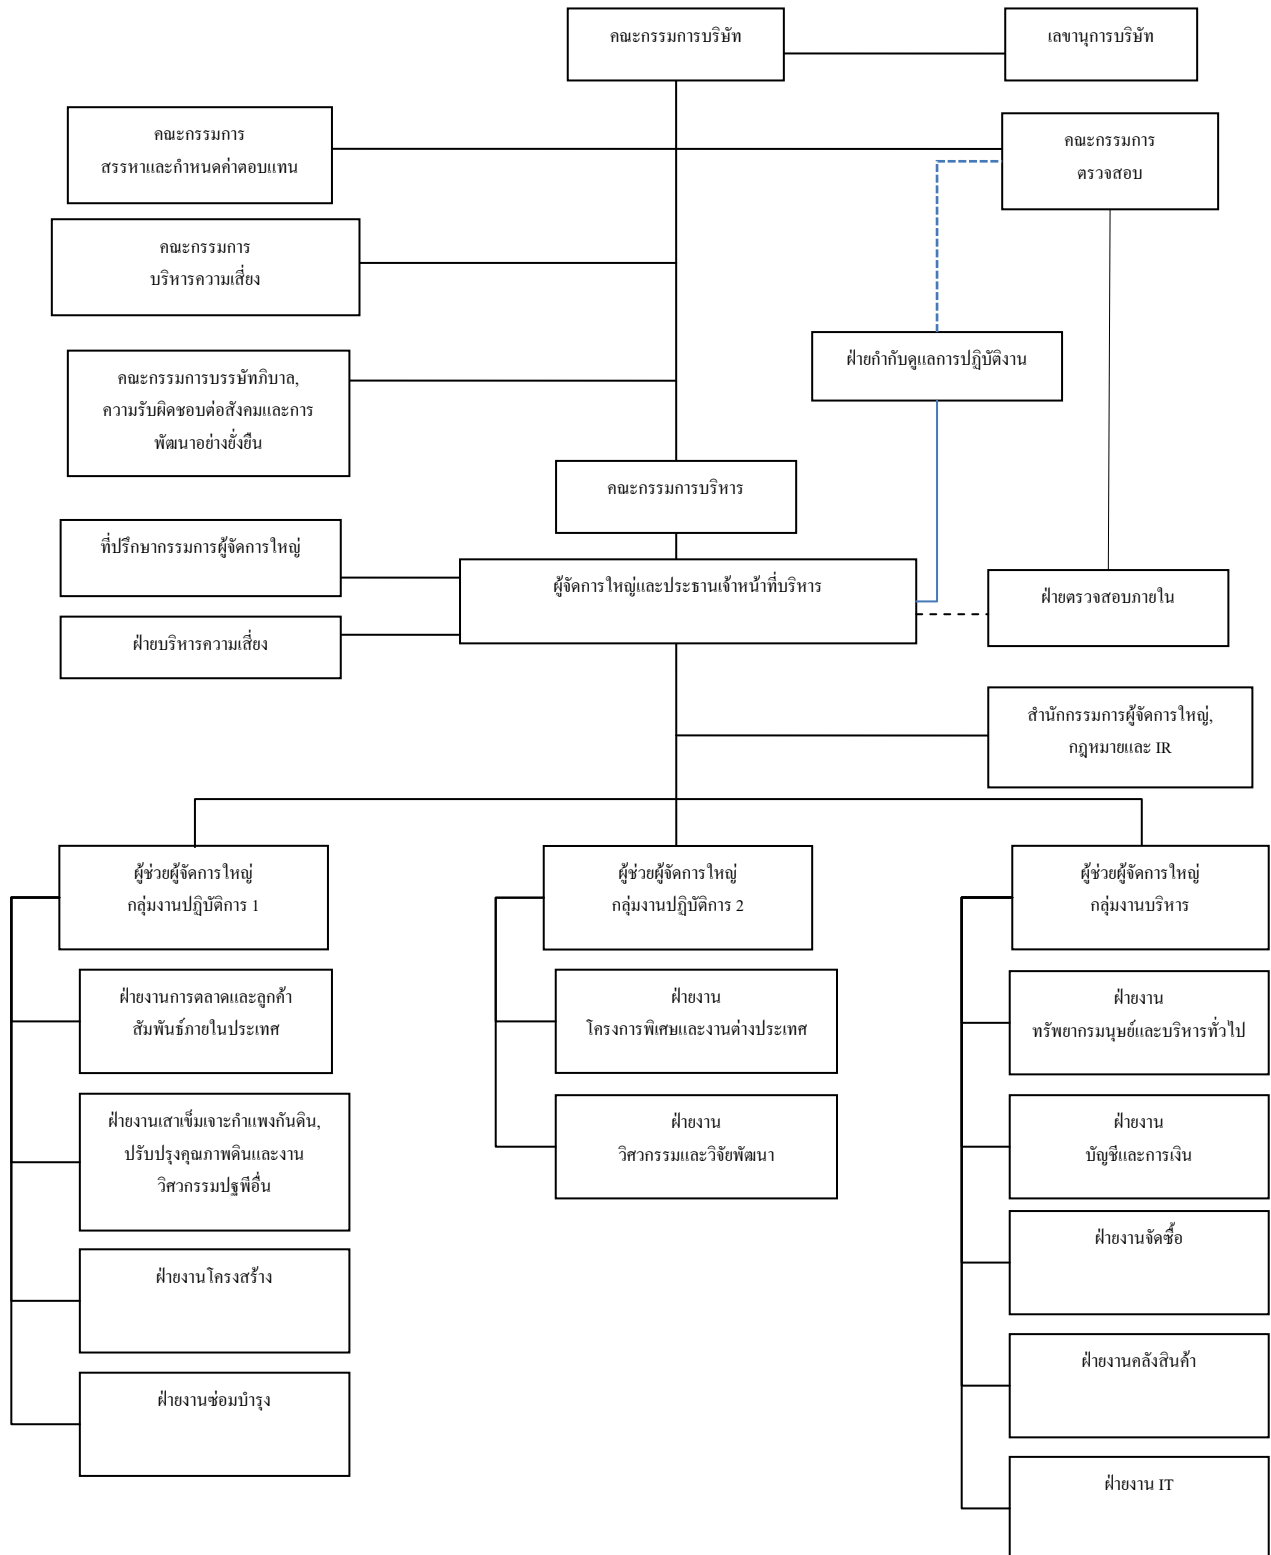 คณะกรรมการบริษัท
เลขานุการบริษัท
คณะกรรมการ
สรรหาและกำหนดค่าตอบแทน
คณะกรรมการ
ตรวจสอบ
คณะกรรมการ
บริหารความเสี่ยง
ฝ่ายกำกับดูแลการปฏิบัติงาน
คณะกรรมการบรรษัทภิบาล,
ความรับผิดชอบต่อสังคมและการ
พัฒนาอย่างยั่งยืน
คณะกรรมการบริหาร
ที่ปรึกษากรรมการผู้จัดการใหญ่
ผู้จัดการใหญ่และประธานเจ้าหน้าที่บริหาร
ฝ่ายตรวจสอบภายใน
ฝ่ายบริหารความเสี่ยง
สำนักกรรมการผู้จัดการใหญ่,
กฎหมายและ IR
ผู้ช่วยผู้จัดการใหญ่
กลุ่มงานปฏิบัติการ 1
ฝ่ายงานการตลาดและลูกค้า
สัมพันธ์ภายในประเทศ
ฝ่ายงานเสาเข็มเจาะกำแพงกันดิน,
ปรับปรุงคุณภาพดินและงาน
วิศวกรรมปฐพีอื่น
ฝ่ายงานโครงสร้าง
ฝ่ายงานซ่อมบำรุง
ผู้ช่วยผู้จัดการใหญ่
กลุ่มงานปฏิบัติการ 2
ฝ่ายงาน
โครงการพิเศษและงานต่างประเทศ
ฝ่ายงาน
วิศวกรรมและวิจัยพัฒนา
ผู้ช่วยผู้จัดการใหญ่
กลุ่มงานบริหาร
ฝ่ายงาน
ทรัพยากรมนุษย์และบริหารทั่วไป
ฝ่ายงาน
บัญชีและการเงิน
ฝ่ายงานจัดซื้อ
ฝ่ายงานคลังสินค้า
ฝ่ายงาน IT